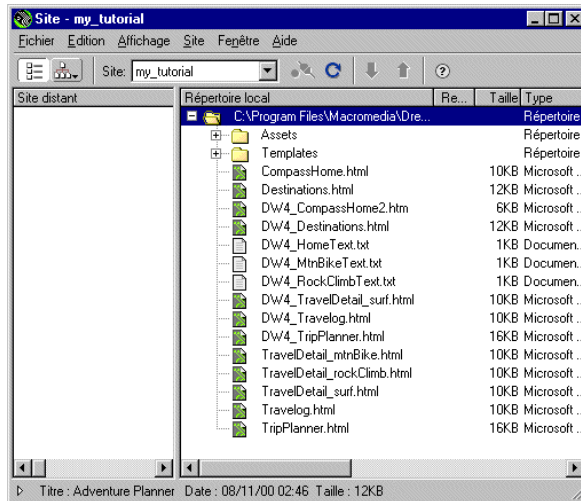 Site - my_tutorial
Fichier Edition Affichage Site Fenêtre Aide
Site: my_tutorial
Site distant Répertoire local Re... Taille Type
C:\Program Files\Macromedia\Dre... Répertoire
Assets Répertoire
Templates Répertoire
CompassHome.html 10KB Microsoft ..
Destinations.html 12KB Microsoft ..
DW4_CompassHome2.htm 6KB Microsoft ..
DW4_Destinations.html 12KB Microsoft ..
DW4_HomeText.txt 1KB Documen..
DW4_MtnBikeText.txt 1KB Documen..
DW4_RockClimbText.txt 1KB Documen..
DW4_TravelDetail_surf.html 10KB Microsoft ..
DW4_Travelog.html 10KB Microsoft ..
DW4_TripPlanner.html 16KB Microsoft ..
TravelDetail_mtnBike.html 10KB Microsoft ..
TravelDetail_rockClimb.html 10KB Microsoft ..
TravelDetail_surf.html 10KB Microsoft ..
Travelog.html 10KB Microsoft ..
TripPlanner.html 16KB Microsoft ..
Titre : Adventure Planner Date : 08/11/00 02:46 Taille : 12KB